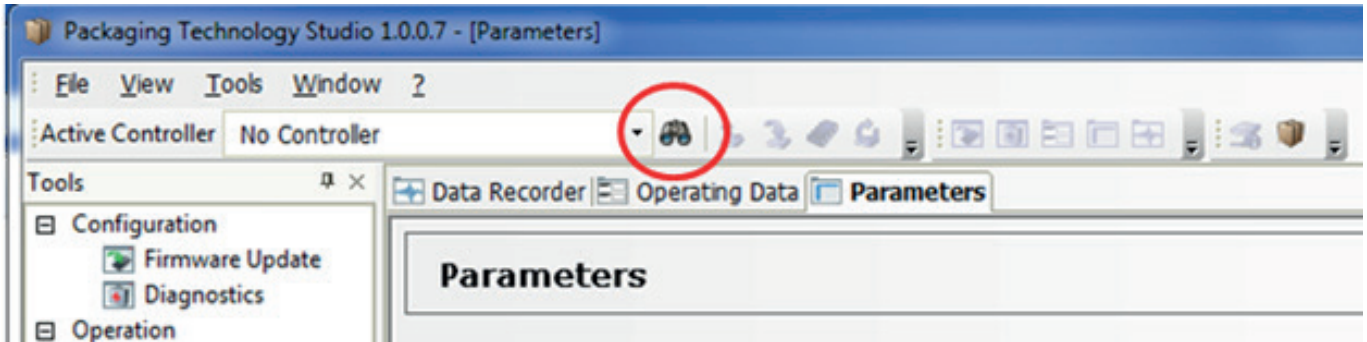 Packaging Technology Studio 1.0.0.7 - [Parameters]
File View Tools Window ?
Active Controller No Controller
Tools
Data Recorder Operating Data Parameters
Configuration
Firmware Update
Diagnostics
Operation
Parameters